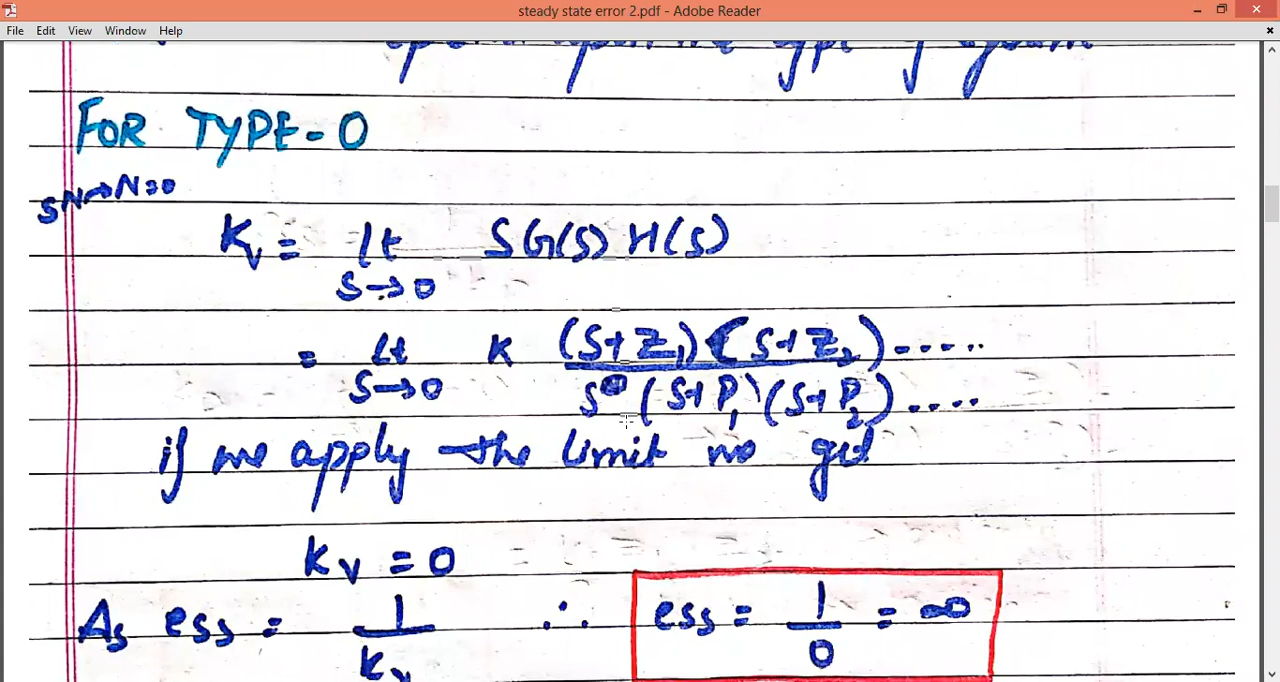 steady state error 2.pdf - Adobe Reader
File Edit View Window Help
FOR TYPE-0
S^N → N=0
Kv = lt SG(S) H(S)
S→0
= Lt K (S+Z1)(S+Z2).....
S→0 S^0 (S+P1)(S+P2)....
if we apply the limit we get
Kv = 0
As ess = 1/Kv ∴ ess = 1/0 = ∞